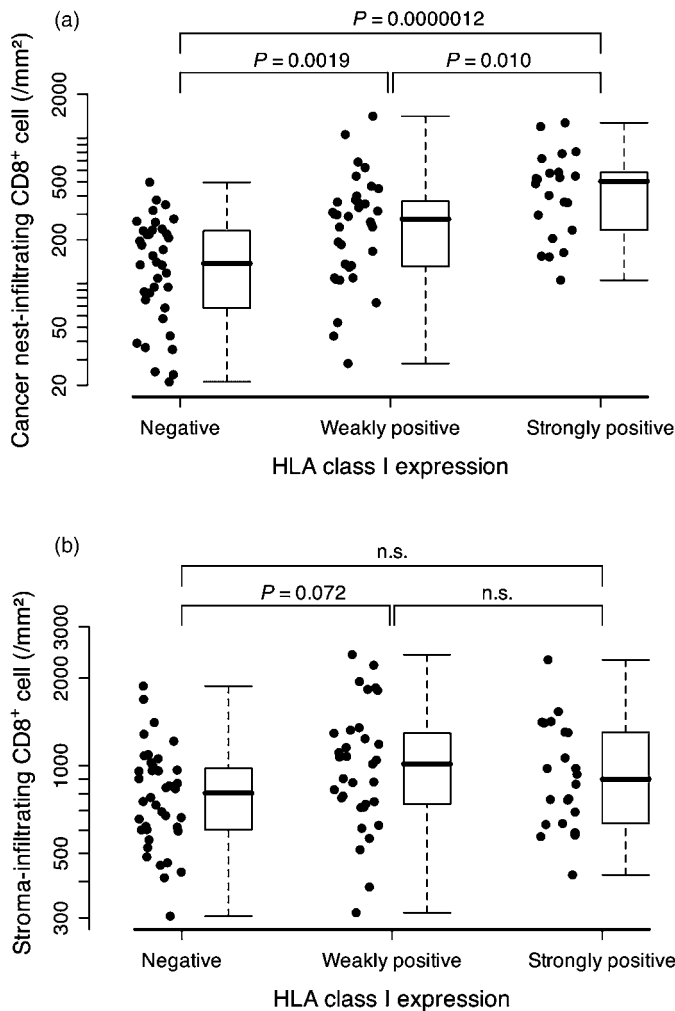 (a)
P = 0.0000012
P = 0.0019
P = 0.010
Cancer nest-infiltrating CD8⁺ cell (/mm²)
2000
500
200
50
20
Negative
Weakly positive
Strongly positive
HLA class I expression
(b)
n.s.
P = 0.072
n.s.
Stroma-infiltrating CD8⁺ cell (/mm²)
3000
2000
1000
500
300
Negative
Weakly positive
Strongly positive
HLA class I expression